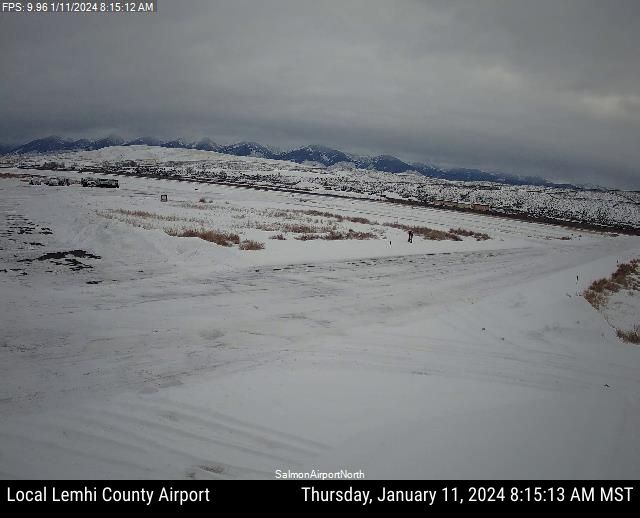 FPS: 9.96 1/11/2024 8:15:12 AM
SalmonAirportNorth
Local Lemhi County Airport Thursday, January 11, 2024 8:15:13 AM MST